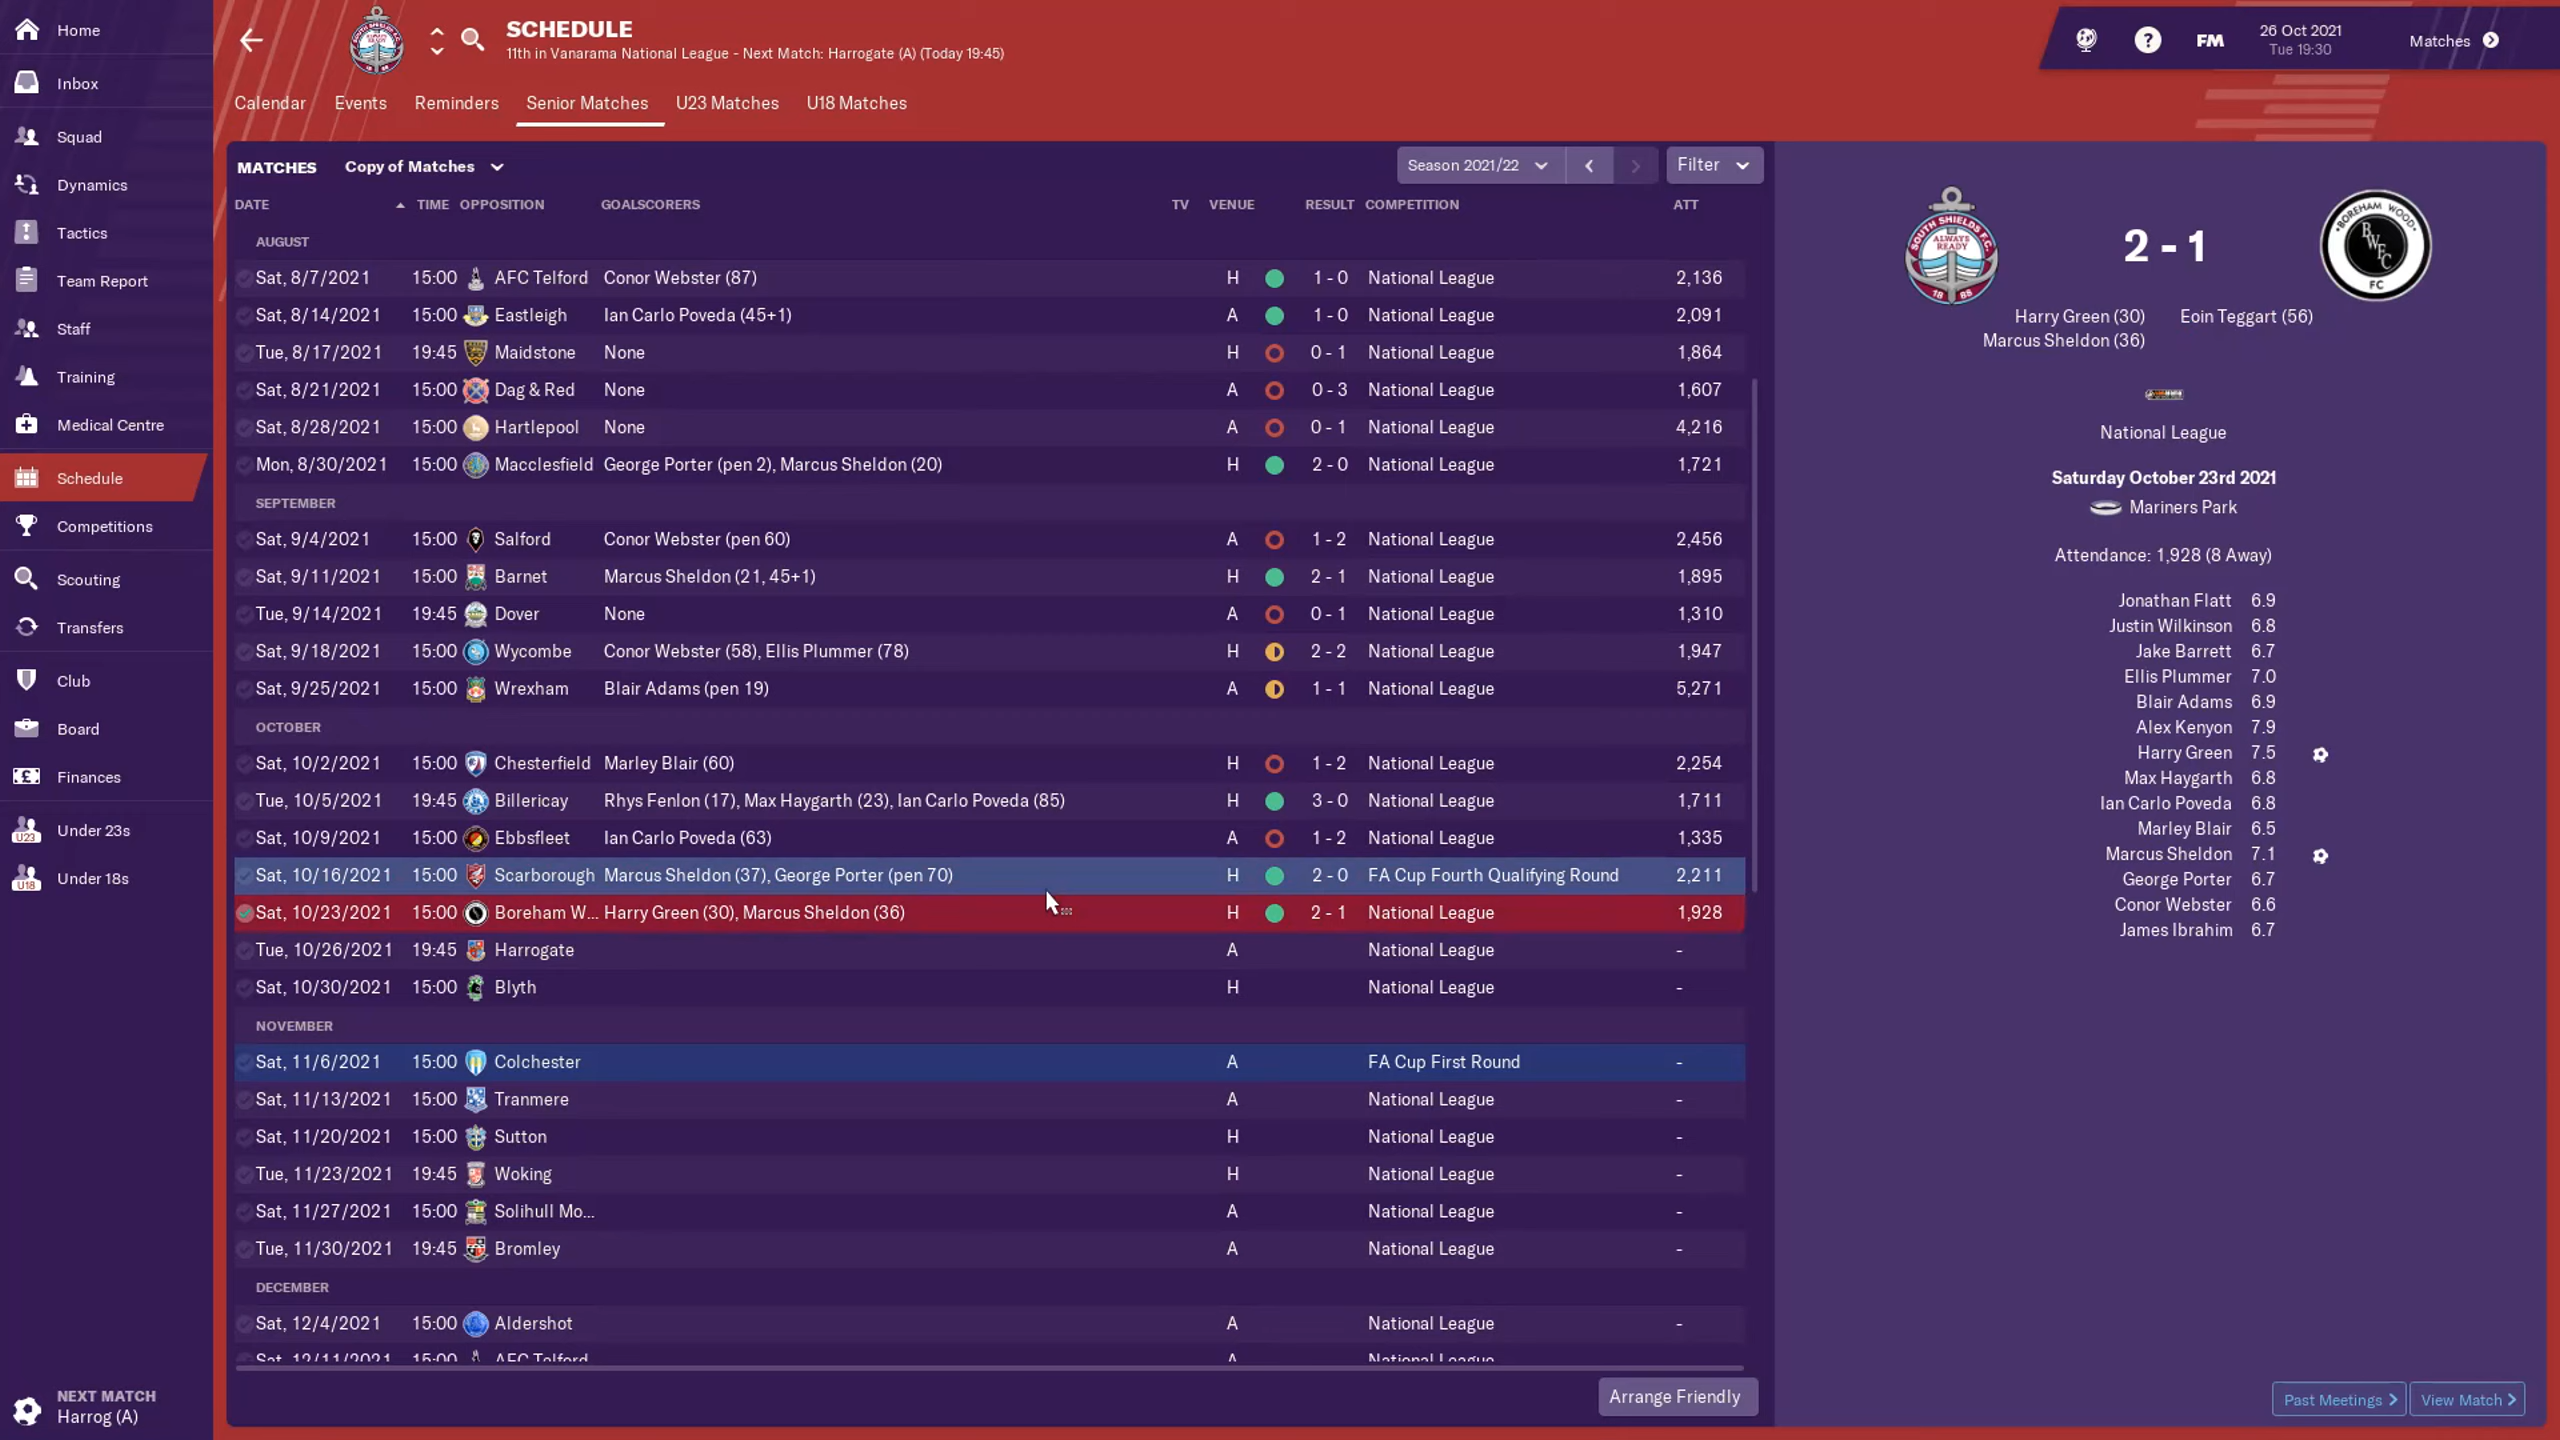 Home
Inbox
Squad
Dynamics
Tactics
Team Report
Staff
Training
Medical Centre
Schedule
Competitions
Scouting
Transfers
Club
Board
Finances
U23 Under 23s
U18 Under 18s
NEXT MATCH
Harrog (A)
SCHEDULE
11th in Vanarama National League - Next Match: Harrogate (A) (Today 19:45)
? FM 26 Oct 2021 Matches
Tue 19:30
Calendar Events Reminders Senior Matches U23 Matches U18 Matches
MATCHES Copy of Matches Season 2021/22 Filter
DATE TIME OPPOSITION GOALSCORERS TV VENUE RESULT COMPETITION ATT
AUGUST
Sat, 8/7/2021 15:00 AFC Telford Conor Webster (87) H 1 - 0 National League 2,136
Sat, 8/14/2021 15:00 Eastleigh Ian Carlo Poveda (45+1) A 1 - 0 National League 2,091
Tue, 8/17/2021 19:45 Maidstone None H 0 - 1 National League 1,864
Sat, 8/21/2021 15:00 Dag & Red None A 0 - 3 National League 1,607
Sat, 8/28/2021 15:00 Hartlepool None A 0 - 1 National League 4,216
Mon, 8/30/2021 15:00 Macclesfield George Porter (pen 2), Marcus Sheldon (20) H 2 - 0 National League 1,721
SEPTEMBER
Sat, 9/4/2021 15:00 Salford Conor Webster (pen 60) A 1 - 2 National League 2,456
Sat, 9/11/2021 15:00 Barnet Marcus Sheldon (21, 45+1) H 2 - 1 National League 1,895
Tue, 9/14/2021 19:45 Dover None A 0 - 1 National League 1,310
Sat, 9/18/2021 15:00 Wycombe Conor Webster (58), Ellis Plummer (78) H 2 - 2 National League 1,947
Sat, 9/25/2021 15:00 Wrexham Blair Adams (pen 19) A 1 - 1 National League 5,271
OCTOBER
Sat, 10/2/2021 15:00 Chesterfield Marley Blair (60) H 1 - 2 National League 2,254
Tue, 10/5/2021 19:45 Billericay Rhys Fenlon (17), Max Haygarth (23), Ian Carlo Poveda (85) H 3 - 0 National League 1,711
Sat, 10/9/2021 15:00 Ebbsfleet Ian Carlo Poveda (63) A 1 - 2 National League 1,335
Sat, 10/16/2021 15:00 Scarborough Marcus Sheldon (37), George Porter (pen 70) H 2 - 0 FA Cup Fourth Qualifying Round 2,211
Sat, 10/23/2021 15:00 Boreham W... Harry Green (30), Marcus Sheldon (36) H 2 - 1 National League 1,928
Tue, 10/26/2021 19:45 Harrogate A National League -
Sat, 10/30/2021 15:00 Blyth H National League -
NOVEMBER
Sat, 11/6/2021 15:00 Colchester A FA Cup First Round -
Sat, 11/13/2021 15:00 Tranmere A National League -
Sat, 11/20/2021 15:00 Sutton H National League -
Tue, 11/23/2021 19:45 Woking H National League -
Sat, 11/27/2021 15:00 Solihull Mo... A National League -
Tue, 11/30/2021 19:45 Bromley A National League -
DECEMBER
Sat, 12/4/2021 15:00 Aldershot A National League -
Sat, 12/11/2021 15:00 AFC Telford A National League
Arrange Friendly
SOUTH SHIELDS F.C.
ALWAYS READY
18 88
2 - 1
BOREHAM WOOD
BWFC
FC
Harry Green (30) Eoin Teggart (56)
Marcus Sheldon (36)
National League
Saturday October 23rd 2021
Mariners Park
Attendance: 1,928 (8 Away)
Jonathan Flatt 6.9
Justin Wilkinson 6.8
Jake Barrett 6.7
Ellis Plummer 7.0
Blair Adams 6.9
Alex Kenyon 7.9
Harry Green 7.5
Max Haygarth 6.8
Ian Carlo Poveda 6.8
Marley Blair 6.5
Marcus Sheldon 7.1
George Porter 6.7
Conor Webster 6.6
James Ibrahim 6.7
Past Meetings View Match